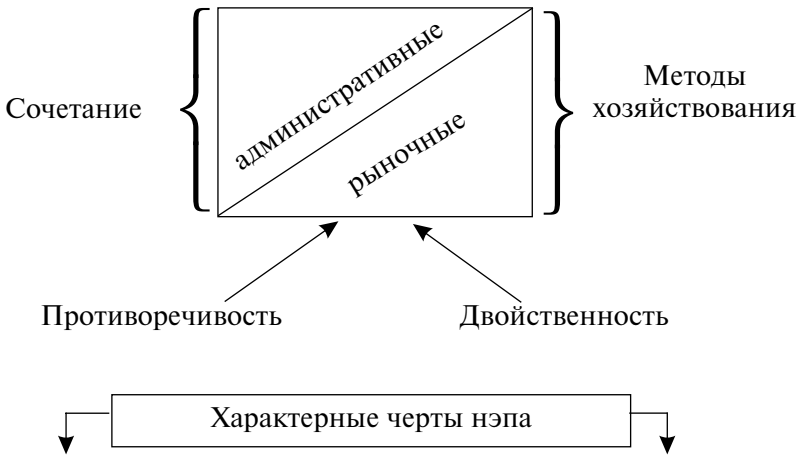 административные
Сочетание
рыночные
Методы
хозяйствования
Противоречивость
Двойственность
Характерные черты нэпа